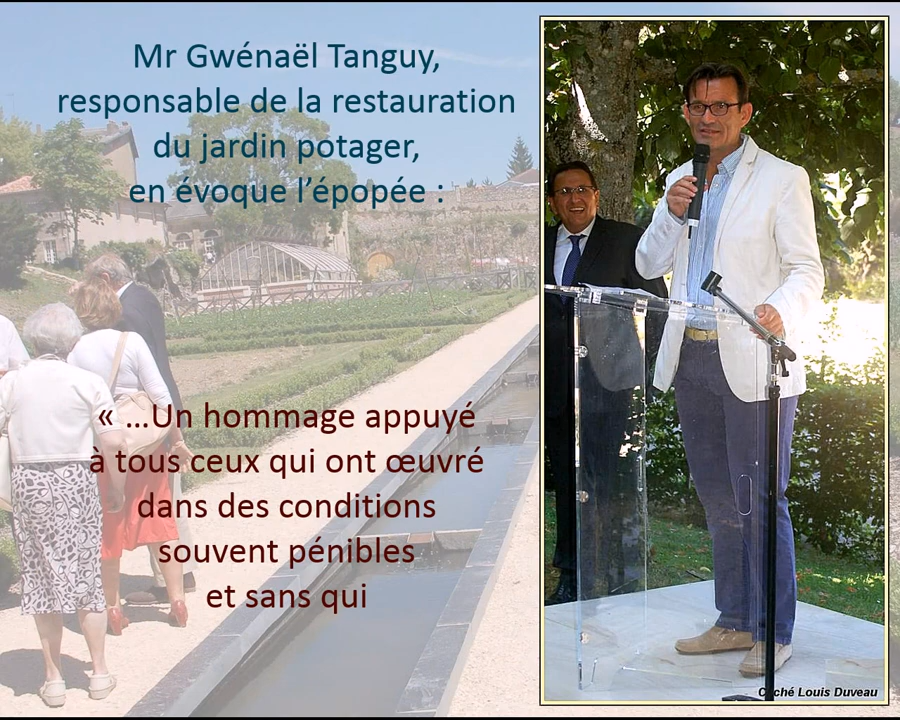 Mr Gwénaël Tanguy,
responsable de la restauration
du jardin potager,
en évoque l’épopée :
« ...Un hommage appuyé
à tous ceux qui ont œuvré
dans des conditions
souvent pénibles
et sans qui
Cliché Louis Duveau